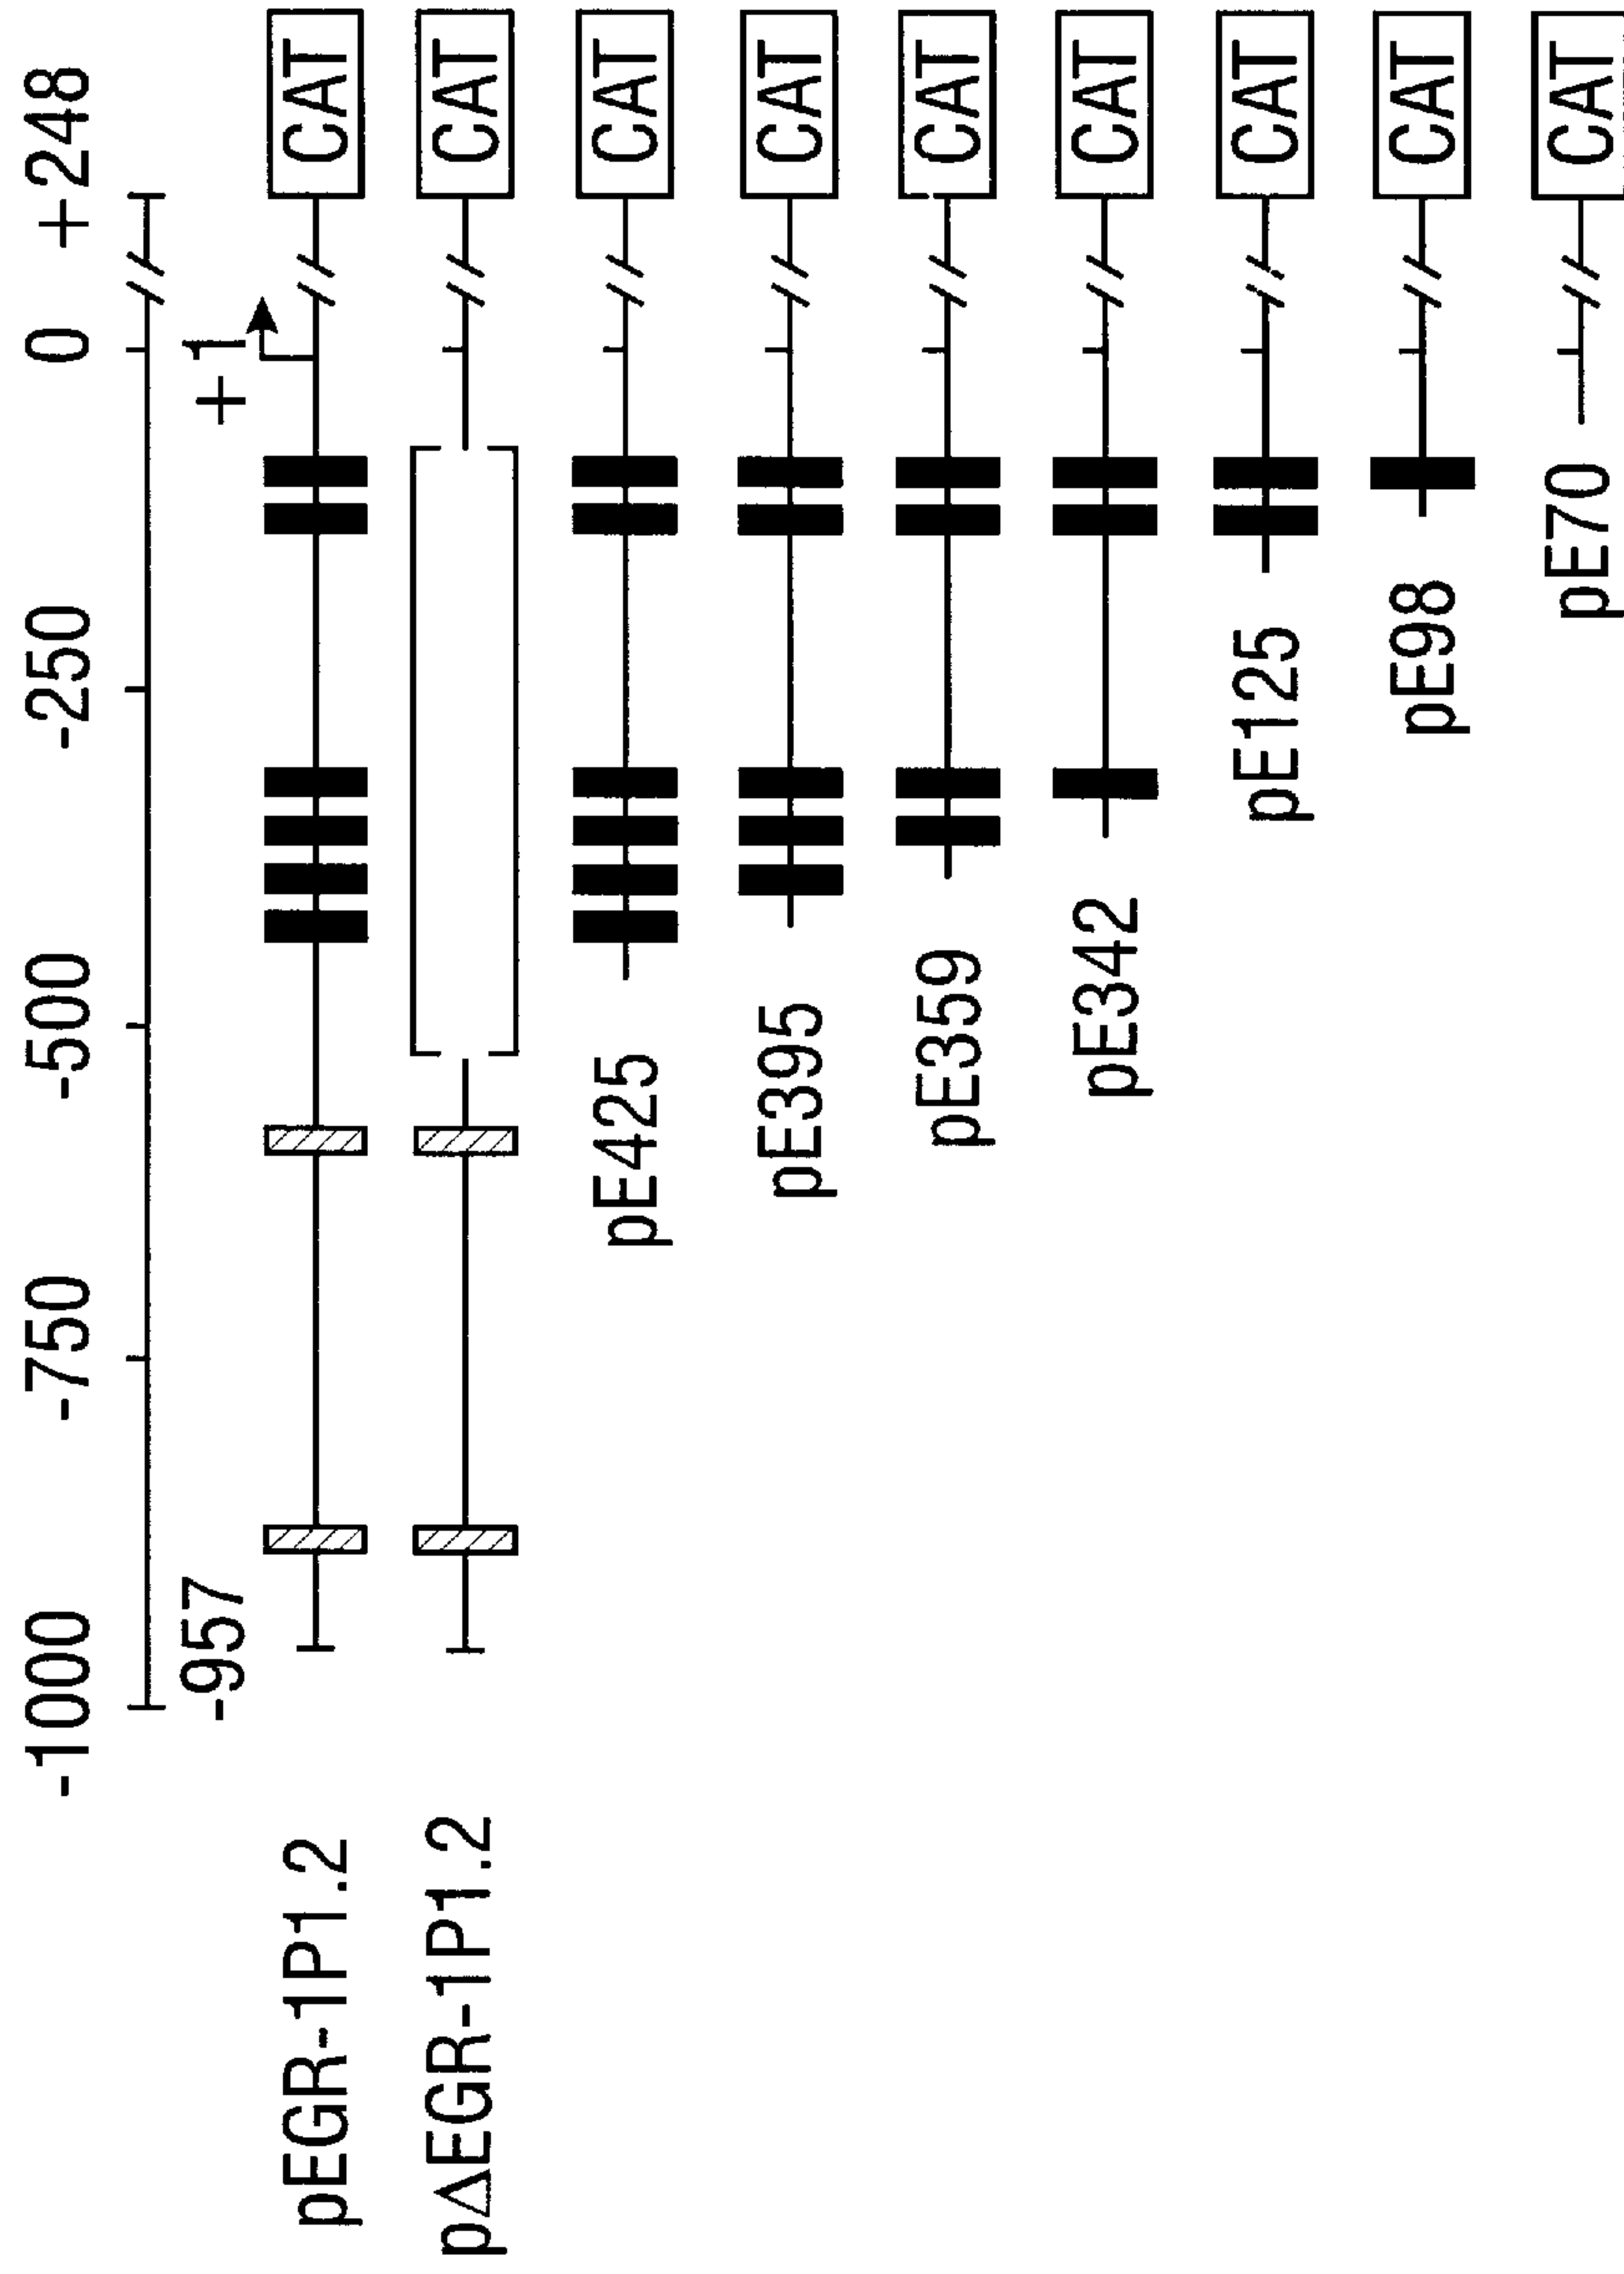 -1000 -750 -500 -250 0 +248
-957 +1
pEGR-1P1.2 CAT
pΔEGR-1P1.2 CAT
pE425 CAT
pE395 CAT
pE359 CAT
pE342 CAT
pE125 CAT
pE98 CAT
pE70 CAT